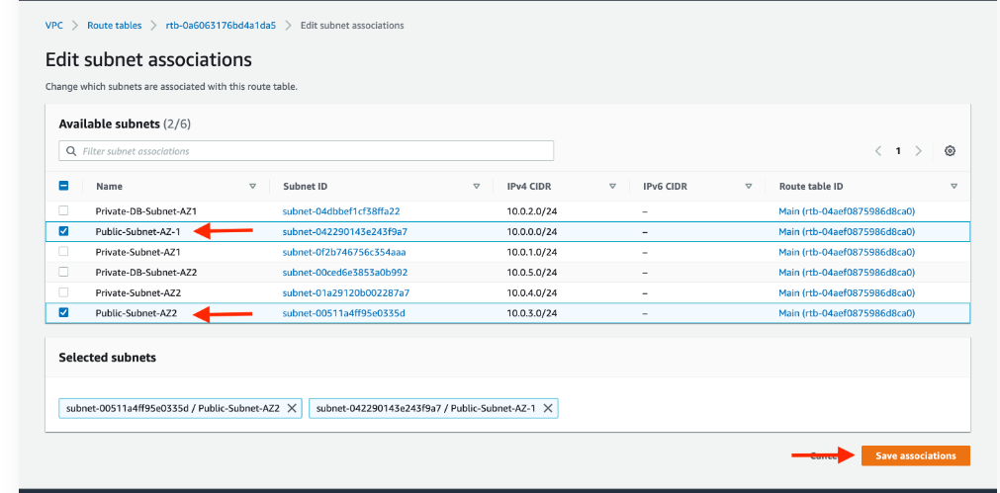 VPC > Route tables > rtb-0a6063176bd4a1da5 > Edit subnet associations
Edit subnet associations
Change which subnets are associated with this route table.
Available subnets (2/6)
Filter subnet associations
< 1 >
Name Subnet ID IPv4 CIDR IPv6 CIDR Route table ID
Private-DB-Subnet-AZ1 subnet-04dbbef1cf38ffa22 10.0.2.0/24 – Main (rtb-04aef0875986d8ca0)
Public-Subnet-AZ-1 subnet-042290143e243f9a7 10.0.0.0/24 – Main (rtb-04aef0875986d8ca0)
Private-Subnet-AZ1 subnet-0f2b746756c354aaa 10.0.1.0/24 – Main (rtb-04aef0875986d8ca0)
Private-DB-Subnet-AZ2 subnet-00ced6e3853a0b992 10.0.5.0/24 – Main (rtb-04aef0875986d8ca0)
Private-Subnet-AZ2 subnet-01a29120b002287a7 10.0.4.0/24 – Main (rtb-04aef0875986d8ca0)
Public-Subnet-AZ2 subnet-00511a4ff95e0335d 10.0.3.0/24 – Main (rtb-04aef0875986d8ca0)
Selected subnets
subnet-00511a4ff95e0335d / Public-Subnet-AZ2 X subnet-042290143e243f9a7 / Public-Subnet-AZ-1 X
Cancel Save associations